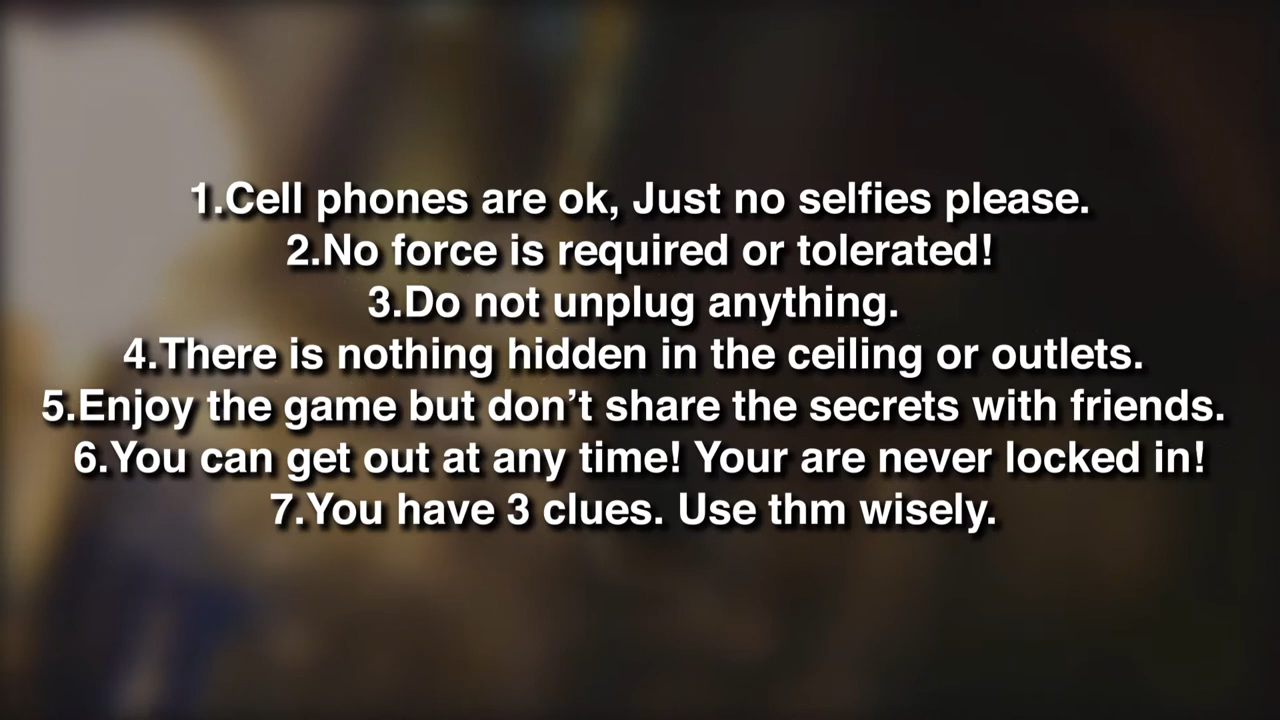 1.Cell phones are ok, Just no selfies please.
2.No force is required or tolerated!
3.Do not unplug anything.
4.There is nothing hidden in the ceiling or outlets.
5.Enjoy the game but don’t share the secrets with friends.
6.You can get out at any time! Your are never locked in!
7.You have 3 clues. Use thm wisely.